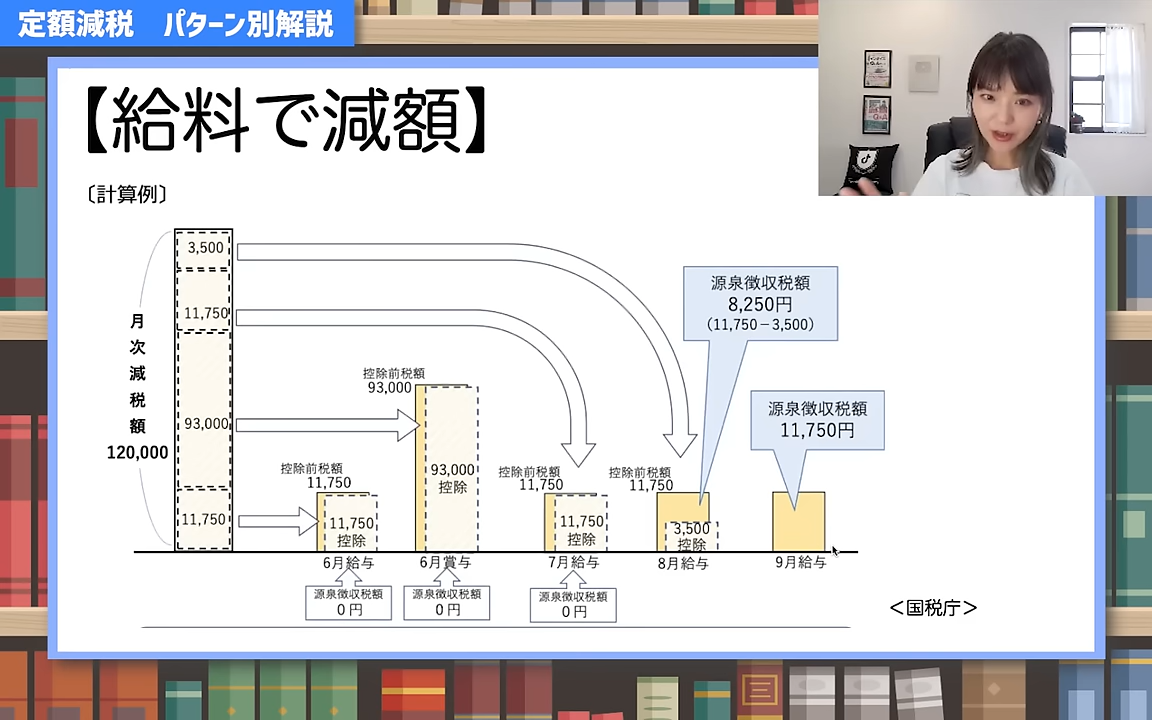 定額減税　パターン別解説
【給料で減額】
〔計算例〕
月次減税額
120,000
3,500
11,750
93,000
11,750
控除前税額
11,750
11,750
控除
6月給与
源泉徴収税額
0円
控除前税額
93,000
93,000
控除
6月賞与
源泉徴収税額
0円
控除前税額
11,750
11,750
控除
7月給与
源泉徴収税額
0円
控除前税額
11,750
3,500
控除
8月給与
源泉徴収税額
8,250円
（11,750－3,500）
源泉徴収税額
11,750円
9月給与
＜国税庁＞